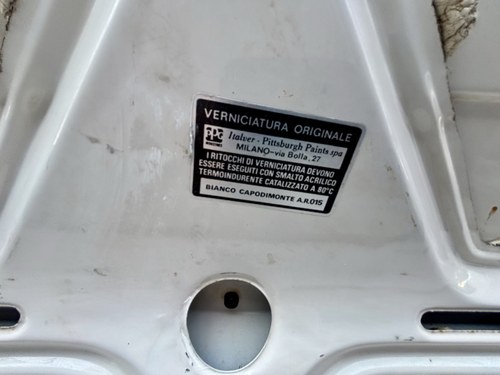 VERNICIATURA ORIGINALE
PPG Italver - Pittsburgh Paints spa
MILANO-via Bolla, 27
I RITOCCHI DI VERNICIATURA DEVONO
ESSERE ESEGUITI CON SMALTO ACRILICO
TERMOINDURENTE CATALIZZATO A 80°C
BIANCO CAPODIMONTE A.R.015